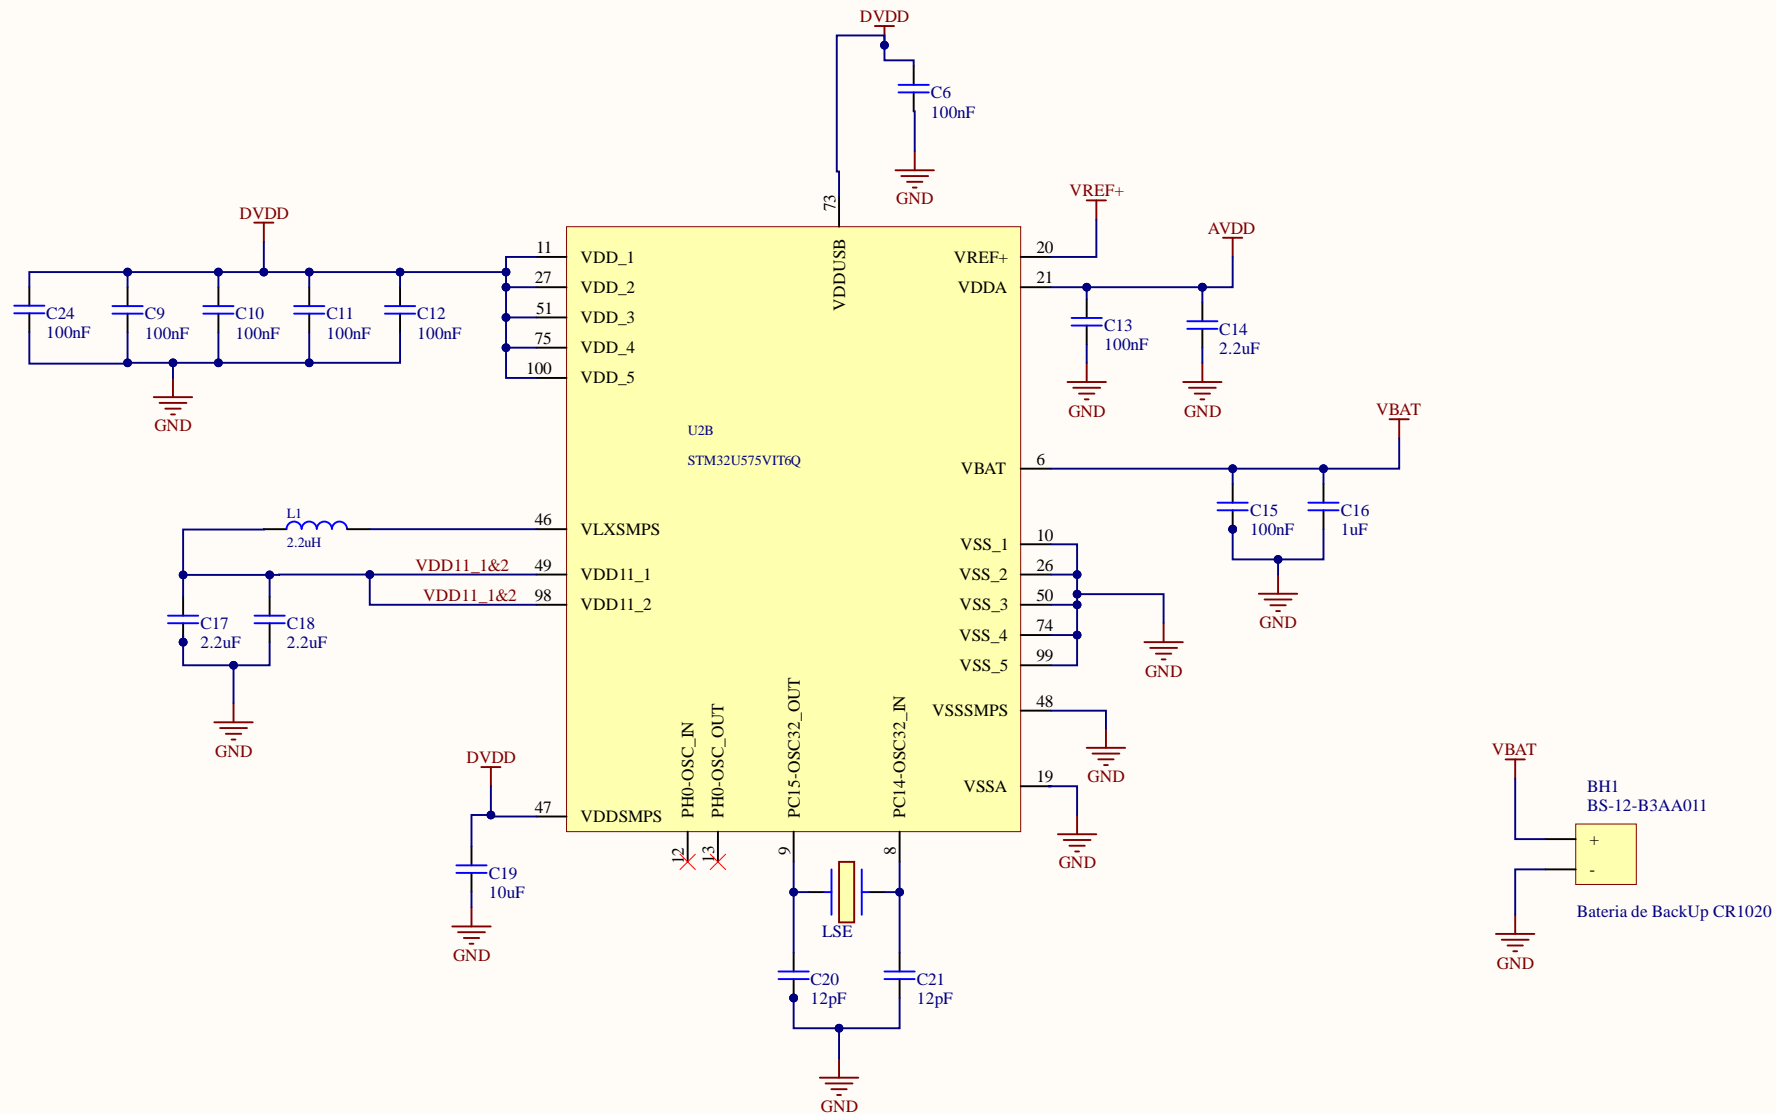 DVDD
C6
100nF
GND
73
VDDUSB
DVDD
C24
100nF
C9
100nF
C10
100nF
C11
100nF
C12
100nF
GND
11
VDD_1
27
VDD_2
51
VDD_3
75
VDD_4
100
VDD_5
U2B
STM32U575VIT6Q
VREF+
VREF+
20
AVDD
VDDA
21
C13
100nF
GND
C14
2.2uF
GND
VBAT
VBAT
6
C15
100nF
C16
1uF
GND
L1
2.2uH
46
VLXSMPS
VDD11_1&2
49
VDD11_1
VDD11_1&2
98
VDD11_2
C17
2.2uF
C18
2.2uF
GND
VSS_1
10
VSS_2
26
VSS_3
50
VSS_4
74
VSS_5
99
GND
VSSSMPS
48
GND
VSSA
19
GND
DVDD
47
VDDSMPS
C19
10uF
GND
PH0-OSC_IN
12
PH0-OSC_OUT
13
PC15-OSC32_OUT
9
PC14-OSC32_IN
8
LSE
C20
12pF
C21
12pF
GND
VBAT
BH1
BS-12-B3AA011
+
-
Bateria de BackUp CR1020
GND